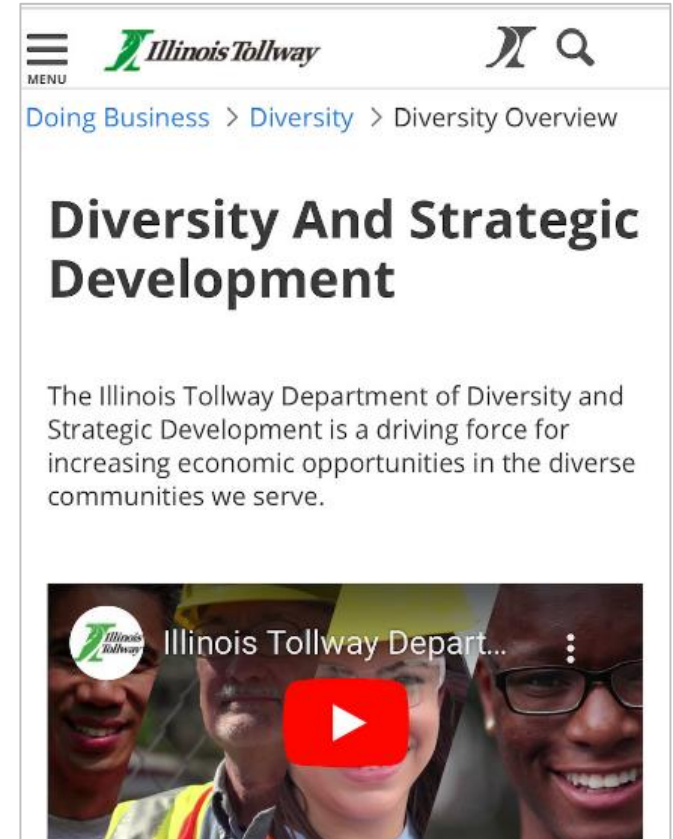 MENU
Illinois Tollway
Doing Business > Diversity > Diversity Overview
Diversity And Strategic
Development
The Illinois Tollway Department of Diversity and
Strategic Development is a driving force for
increasing economic opportunities in the diverse
communities we serve.
Illinois
Tollway
Illinois Tollway Depart...